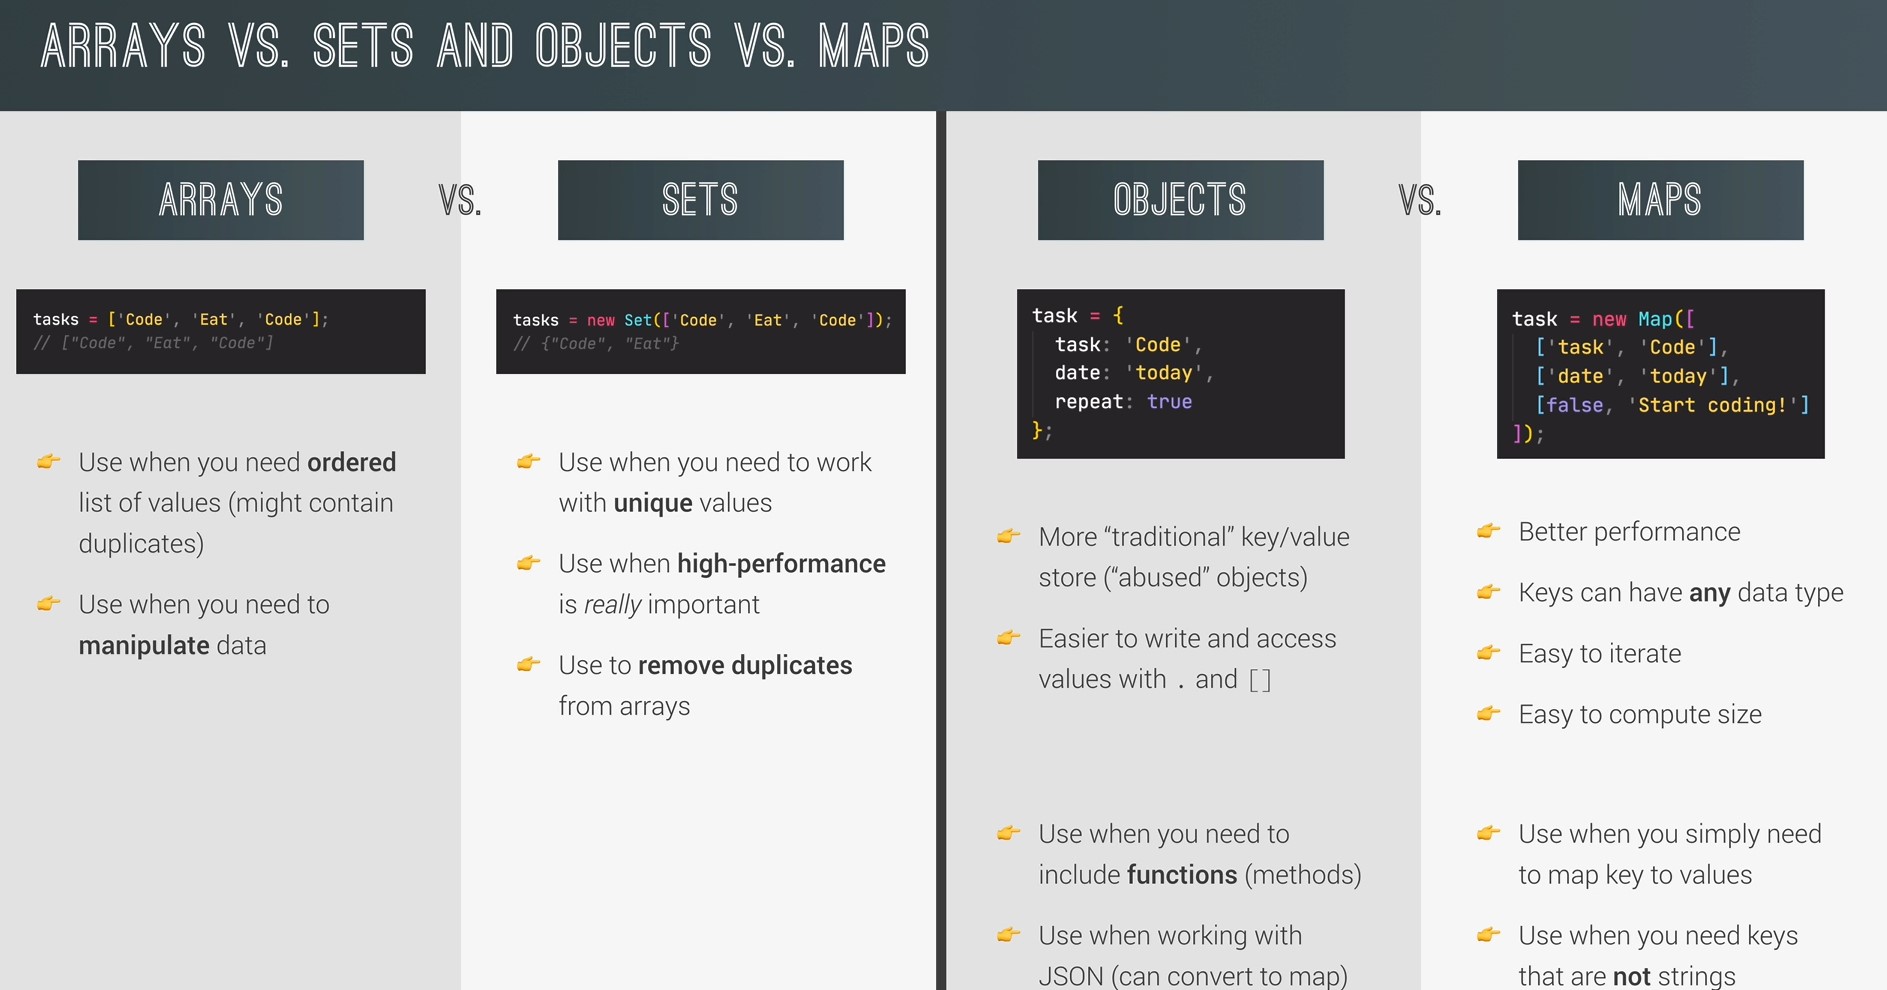 ARRAYS VS. SETS AND OBJECTS VS. MAPS
ARRAYS
VS.
SETS
tasks = ['Code', 'Eat', 'Code'];
// ["Code", "Eat", "Code"]
tasks = new Set(['Code', 'Eat', 'Code']);
// {"Code", "Eat"}
👉 Use when you need ordered
list of values (might contain
duplicates)
👉 Use when you need to
manipulate data
👉 Use when you need to work
with unique values
👉 Use when high-performance
is really important
👉 Use to remove duplicates
from arrays
OBJECTS
VS.
MAPS
task = {
task: 'Code',
date: 'today',
repeat: true
};
task = new Map([
['task', 'Code'],
['date', 'today'],
[false, 'Start coding!']
]);
👉 More “traditional” key/value
store (“abused” objects)
👉 Easier to write and access
values with . and []
👉 Use when you need to
include functions (methods)
👉 Use when working with
JSON (can convert to map)
👉 Better performance
👉 Keys can have any data type
👉 Easy to iterate
👉 Easy to compute size
👉 Use when you simply need
to map key to values
👉 Use when you need keys
that are not strings